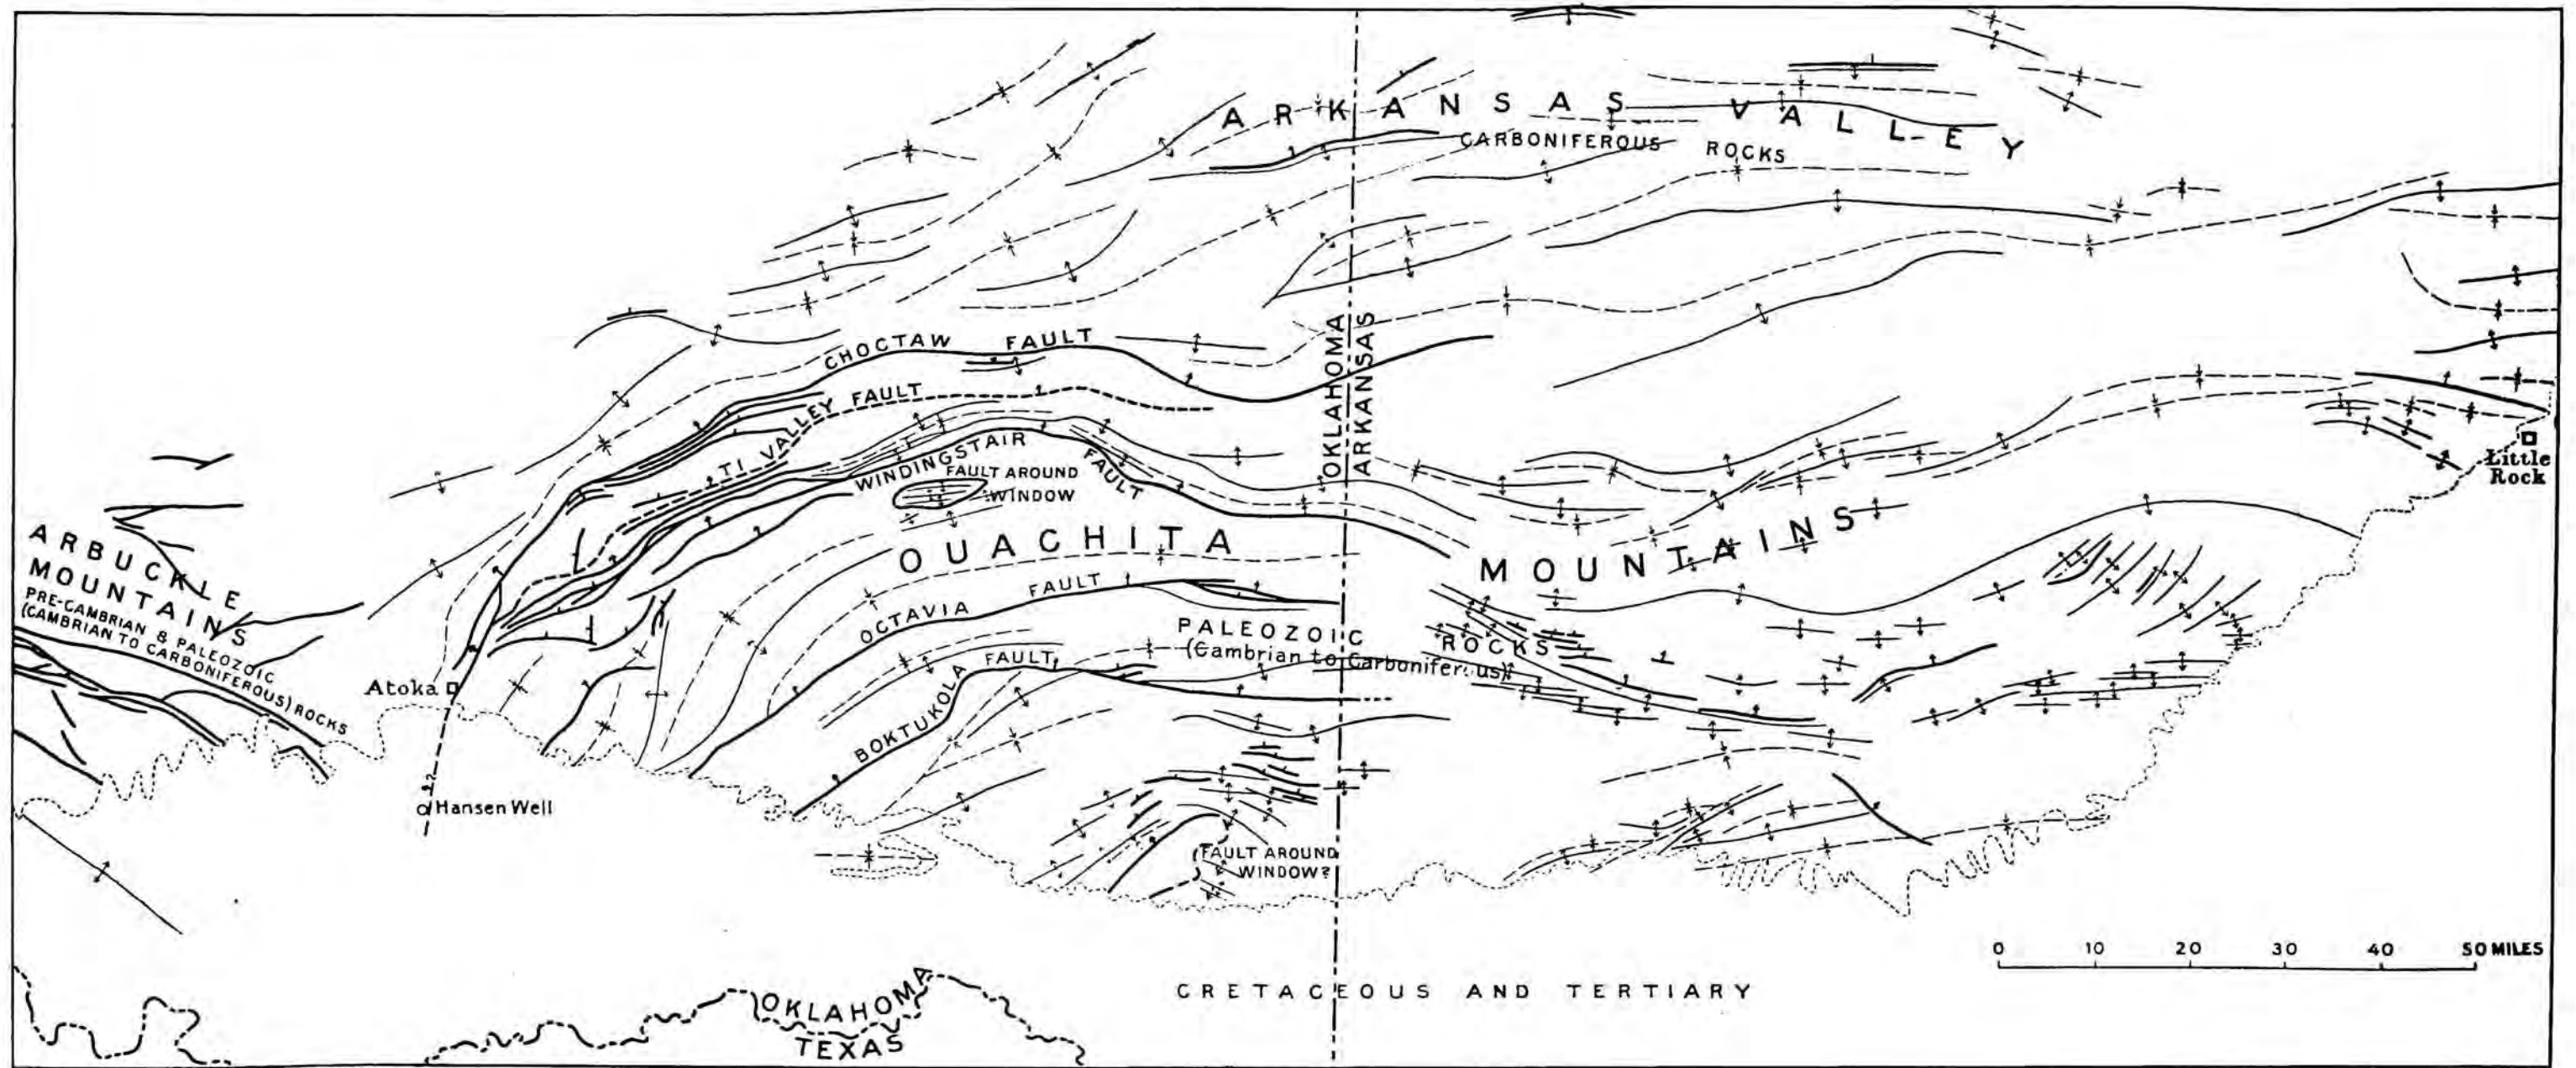 ARKANSAS VALLEY
CARBONIFEROUS ROCKS
OKLAHOMA
ARKANSAS
CHOCTAW FAULT
TI VALLEY FAULT
WINDINGSTAIR FAULT
FAULT AROUND
WINDOW
Little
Rock
OUACHITA MOUNTAINS
ARBUCKLE
MOUNTAINS
PRE-CAMBRIAN & PALEOZOIC
(CAMBRIAN TO CARBONIFEROUS) ROCKS
OCTAVIA FAULT
PALEOZOIC ROCKS
(Cambrian to Carboniferous)
BOKTUKOLA FAULT
Atoka
?
Hansen Well
FAULT AROUND
WINDOW?
0 10 20 30 40 50 MILES
CRETACEOUS AND TERTIARY
OKLAHOMA
TEXAS